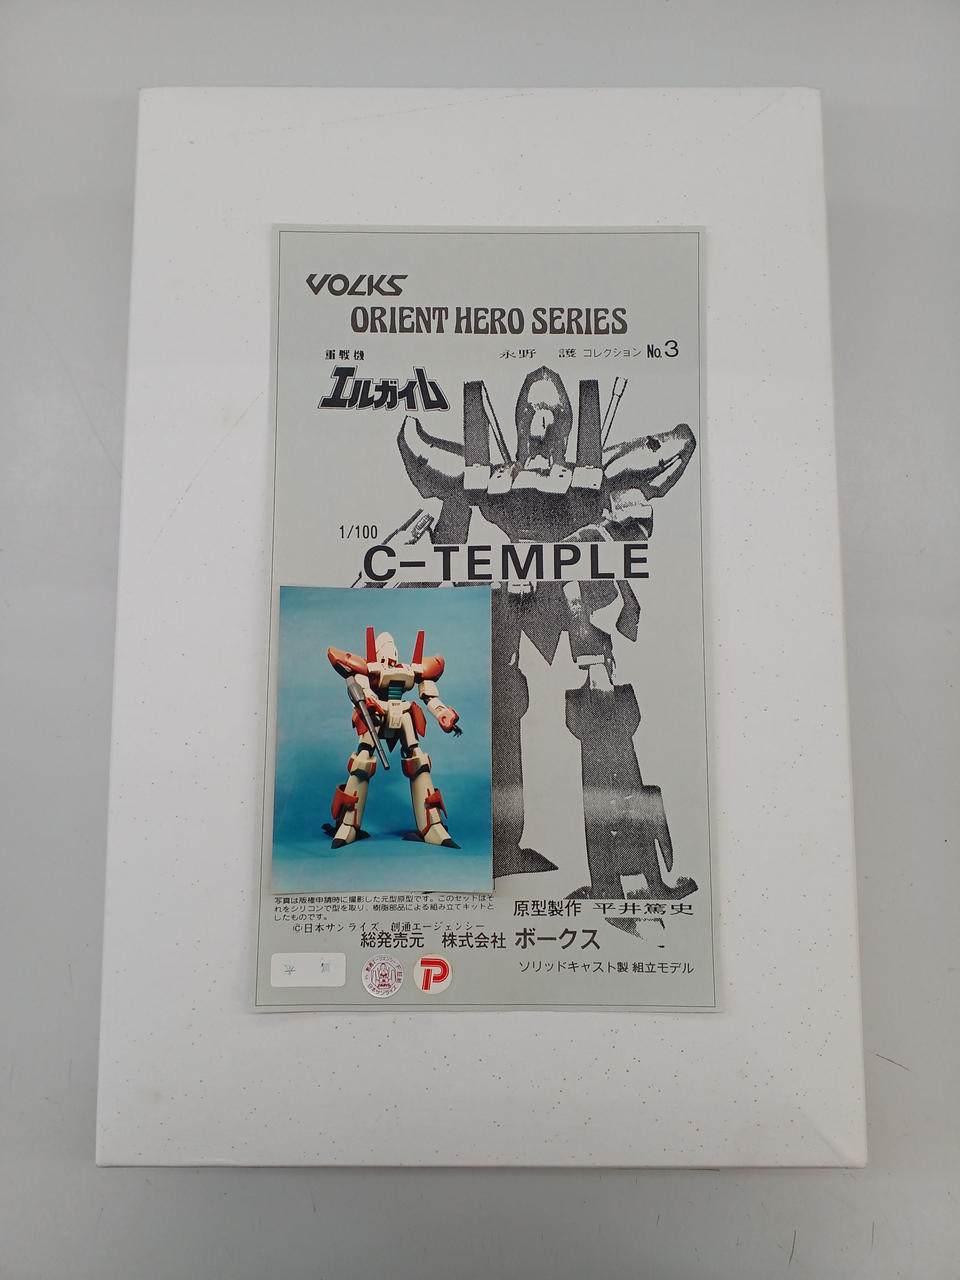 VOLKS
ORIENT HERO SERIES
重戦機
永野 護 コレクション No.3
エルガイム
1/100
C-TEMPLE
写真は版権申請時に撮影した元型原型です。このセットはそ
れをシリコンで型を取り、樹脂部品による組み立てキットと
したものです。
原型製作 平井篤史
©日本サンライズ 創通エージェンシー
総発売元 株式会社 ボークス
ソリッドキャスト製 組立モデル
日本サンライズ
P